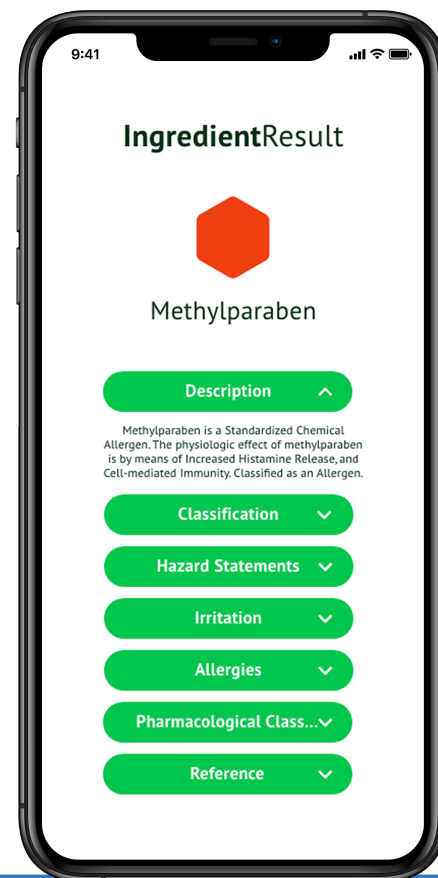 9:41
IngredientResult
Methylparaben
Description
Methylparaben is a Standardized Chemical
Allergen. The physiologic effect of methylparaben
is by means of Increased Histamine Release, and
Cell-mediated Immunity. Classified as an Allergen.
Classification
Hazard Statements
Irritation
Allergies
Pharmacological Class...
Reference